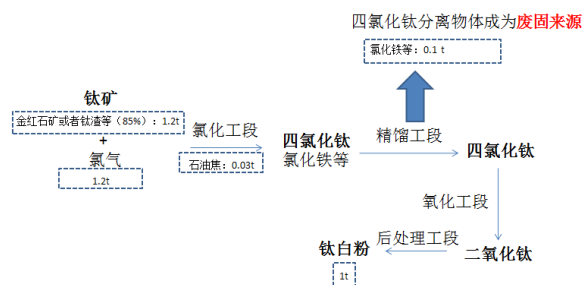 四氯化钛分离物体成为废固来源
氯化铁等：0.1 t
钛矿
金红石矿或者钛渣等（85%）：1.2t
+
氯气
1.2t
氯化工段
石油焦：0.03t
四氯化钛
氯化铁等
精馏工段
四氯化钛
氧化工段
二氧化钛
后处理工段
钛白粉
1t